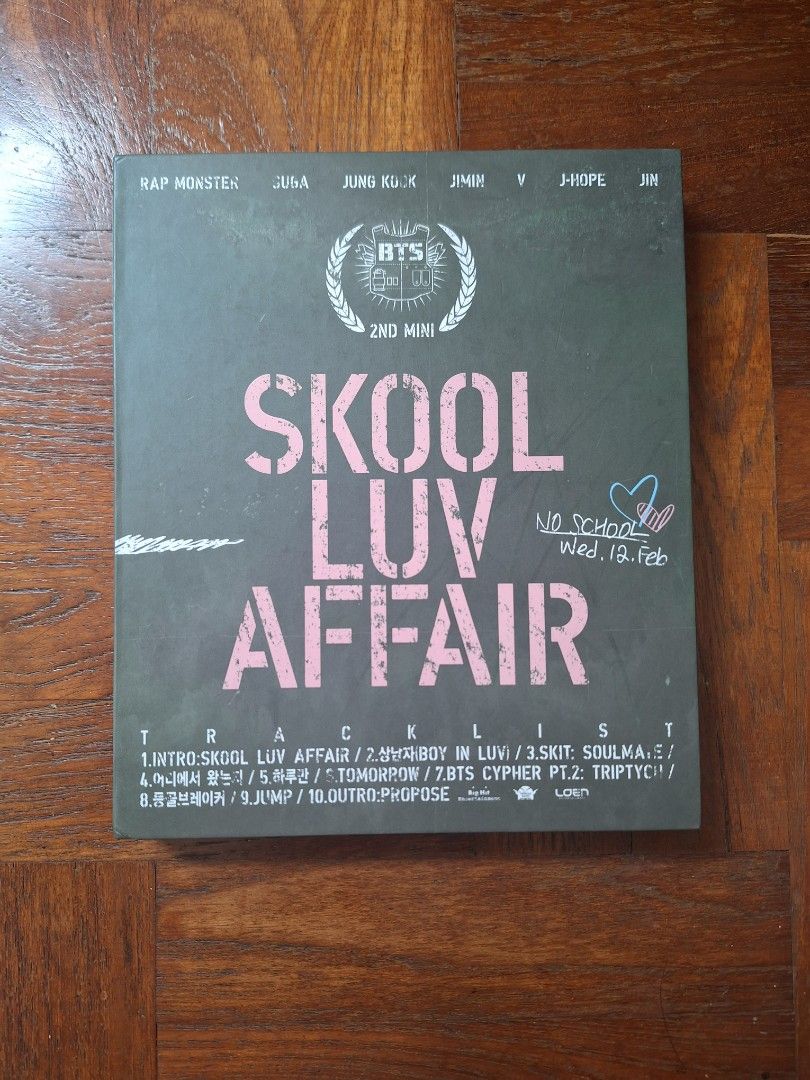 RAP MONSTER SUGA JUNG KOOK JIMIN V J-HOPE JIN
BTS
2ND MINI
SKOOL
LUV
AFFAIR
NO SCHOOL
Wed. 12. Feb
TRACKLIST
1.INTRO:SKOOL LUV AFFAIR / 2.상남자(BOY IN LUV) / 3.SKIT: SOULMATE /
4.어디에서 왔는지 / 5.하루만 / 6.TOMORROW / 7.BTS CYPHER PT.2: TRIPTYCH /
8.등골브레이커 / 9.JUMP / 10.OUTRO:PROPOSE Big Hit Entertainment LOEN